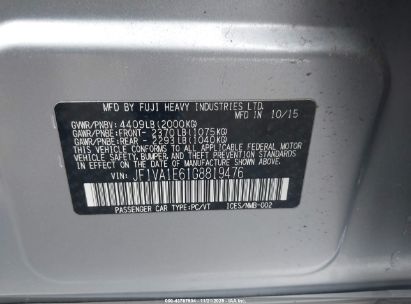 MFD BY FUJI HEAVY INDUSTRIES LTD.
MFD IN 10/15
GVWR/PNBV: 4409LB(2000KG)
GAWR/PNBE:FRONT- 2370LB(1075KG)
GAWR/PNBE:REAR - 2293LB(1040KG)
THIS VEHICLE CONFORMS TO ALL APPLICABLE FEDERAL MOTOR
VEHICLE SAFETY, BUMPER, AND THEFT PREVENTION STANDARDS
IN EFFECT ON THE DATE OF MANUFACTURE SHOWN ABOVE.
VIN: JF1VA1E61G8819476
PASSENGER CAR TYPE:PC/VT ICES/NMB-002